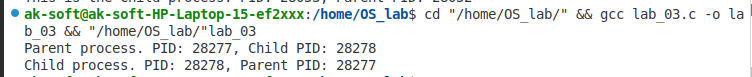 ak-soft@ak-soft-HP-Laptop-15-ef2xxx:/home/OS_lab$ cd "/home/OS_lab/" && gcc lab_03.c -o la
b_03 && "/home/OS_lab/"lab_03
Parent process. PID: 28277, Child PID: 28278
Child process. PID: 28278, Parent PID: 28277